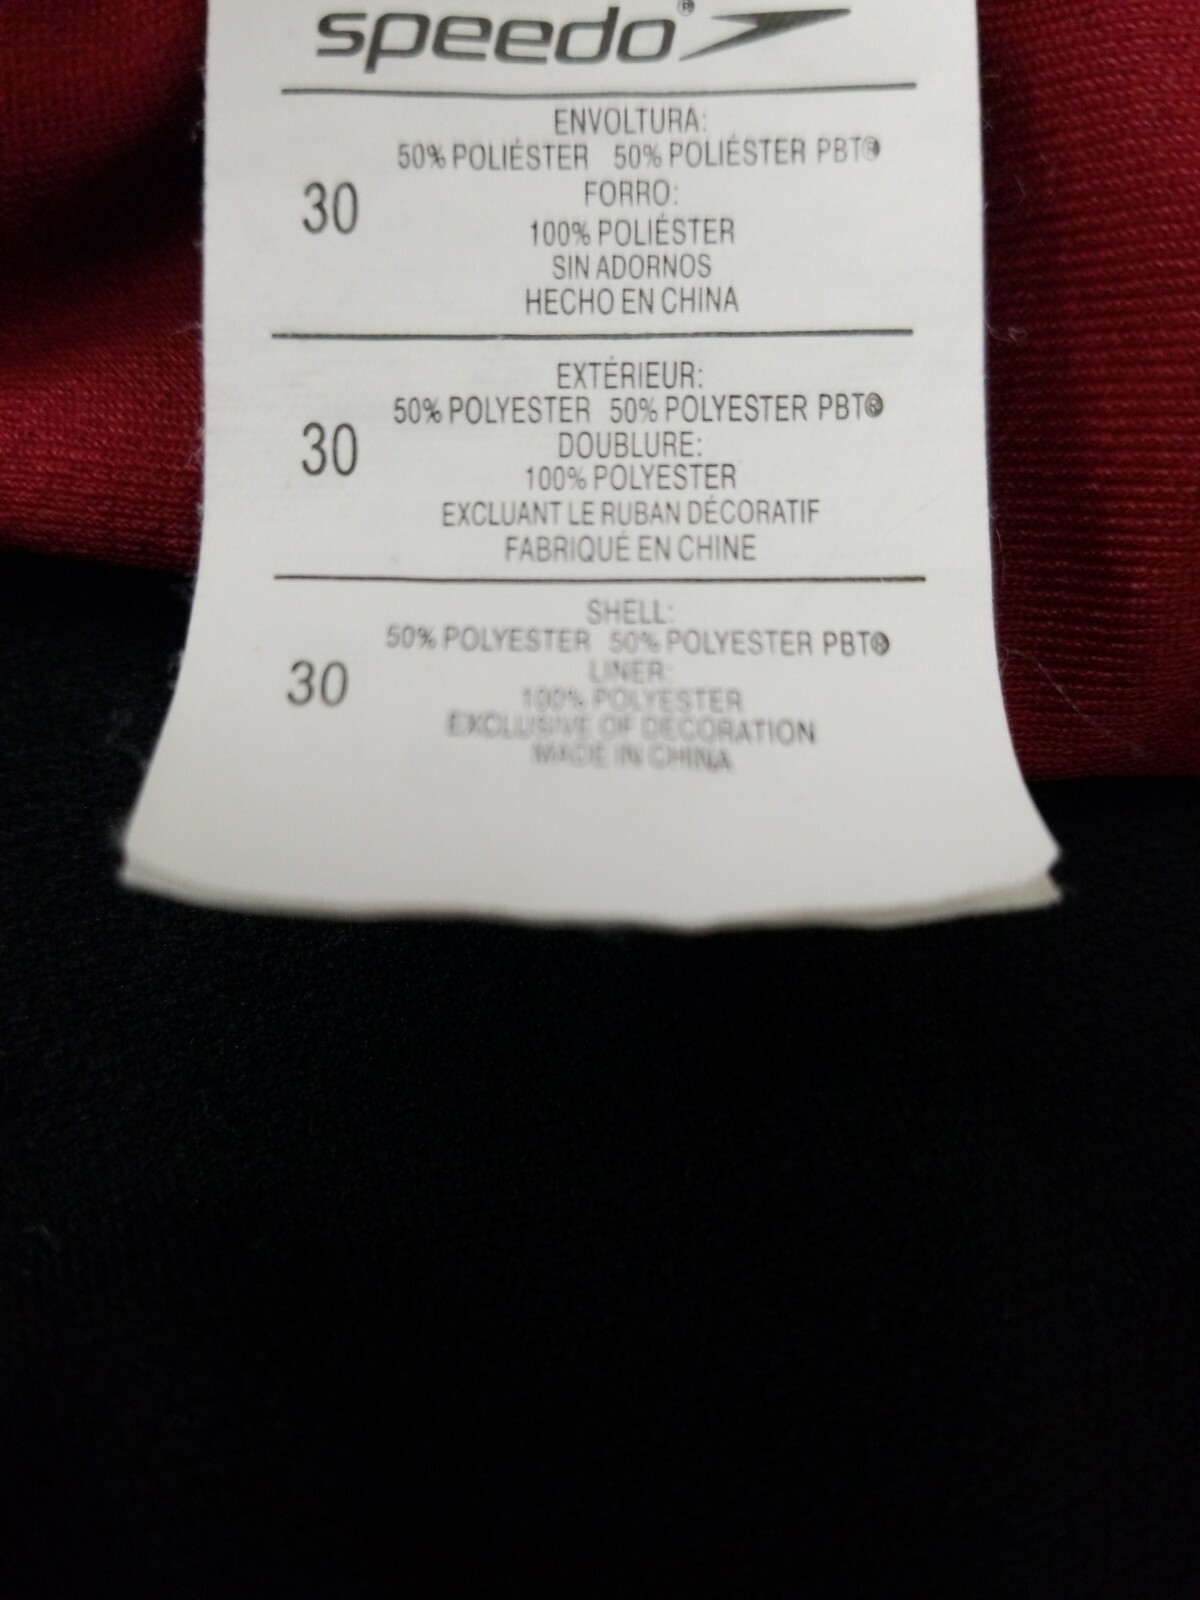 speedo®
ENVOLTURA:
50% POLIÉSTER 50% POLIÉSTER PBT®
30
FORRO:
100% POLIÉSTER
SIN ADORNOS
HECHO EN CHINA
EXTÉRIEUR:
50% POLYESTER 50% POLYESTER PBT®
30
DOUBLURE:
100% POLYESTER
EXCLUANT LE RUBAN DÉCORATIF
FABRIQUÉ EN CHINE
SHELL:
50% POLYESTER 50% POLYESTER PBT®
30
LINER:
100% POLYESTER
EXCLUSIVE OF DECORATION
MADE IN CHINA